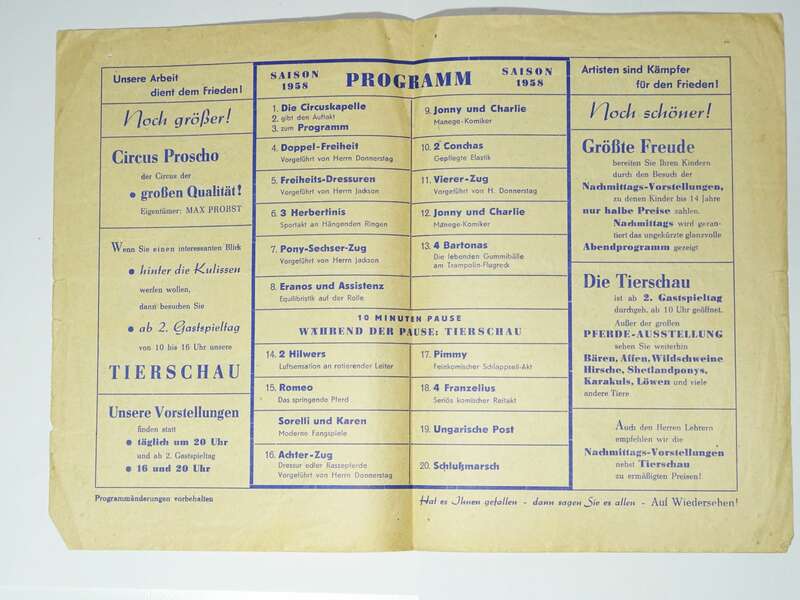 Unsere Arbeit
dient dem Frieden!
Noch größer!
Circus Proscho
der Circus der
• großen Qualität!
Eigentümer: MAX PROBST
Wenn Sie einen interessanten Blick
• hinter die Kulissen
werfen wollen,
dann besuchen Sie
• ab 2. Gastspieltag
von 10 bis 16 Uhr unsere
TIERSCHAU
Unsere Vorstellungen
finden statt
• täglich um 20 Uhr
und ab 2. Gastspieltag
• 16 und 20 Uhr
Programmänderungen vorbehalten
SAISON
1958
PROGRAMM
SAISON
1958
1. Die Circuskapelle
2. gibt den Auftakt
3. zum Programm
4. Doppel-Freiheit
Vorgeführt von Herrn Donnerstag
5. Freiheits-Dressuren
Vorgeführt von Herrn Jackson
6. 3 Herbertinis
Sportakt an Hängenden Ringen
7. Pony-Sechser-Zug
Vorgeführt von Herrn Jackson
8. Eranos und Assistenz
Equilibristik auf der Rolle
9. Jonny und Charlie
Manege-Komiker
10. 2 Conchas
Gepflegte Elastik
11. Vierer-Zug
Vorgeführt von H. Donnerstag
12. Jonny und Charlie
Manege-Komiker
13. 4 Bartonas
Die lebenden Gummibälle
am Trampolin-Flugreck
10 MINUTEN PAUSE
WÄHREND DER PAUSE: TIERSCHAU
14. 2 Hilwers
Luftsensation an rotierender Leiter
15. Romeo
Das springende Pferd
Sorelli und Karen
Moderne Fangspiele
16. Achter-Zug
Dressur edler Rassepferde
Vorgeführt von Herrn Donnerstag
17. Pimmy
Feinkomischer Schlappseil-Akt
18. 4 Franzelius
Seriös komischer Reitakt
19. Ungarische Post
20. Schlußmarsch
Artisten sind Kämpfer
für den Frieden!
Noch schöner!
Größte Freude
bereiten Sie Ihren Kindern
durch den Besuch der
Nachmittags-Vorstellungen,
zu denen Kinder bis 14 Jahre
nur halbe Preise zahlen.
Nachmittags wird garan-
tiert das ungekürzte glanzvolle
Abendprogramm gezeigt
Die Tierschau
ist ab 2. Gastspieltag
durchgeh. ab 10 Uhr geöffnet.
Außer der großen
PFERDE-AUSSTELLUNG
sehen Sie weiterhin
Bären, Affen, Wildschweine
Hirsche, Shetlandponys,
Karakuls, Löwen und viele
andere Tiere
Auch den Herren Lehrern
empfehlen wir die
Nachmittags-Vorstellungen
nebst Tierschau
zu ermäßigten Preisen!
Hat es Ihnen gefallen - dann sagen Sie es allen - Auf Wiedersehen!